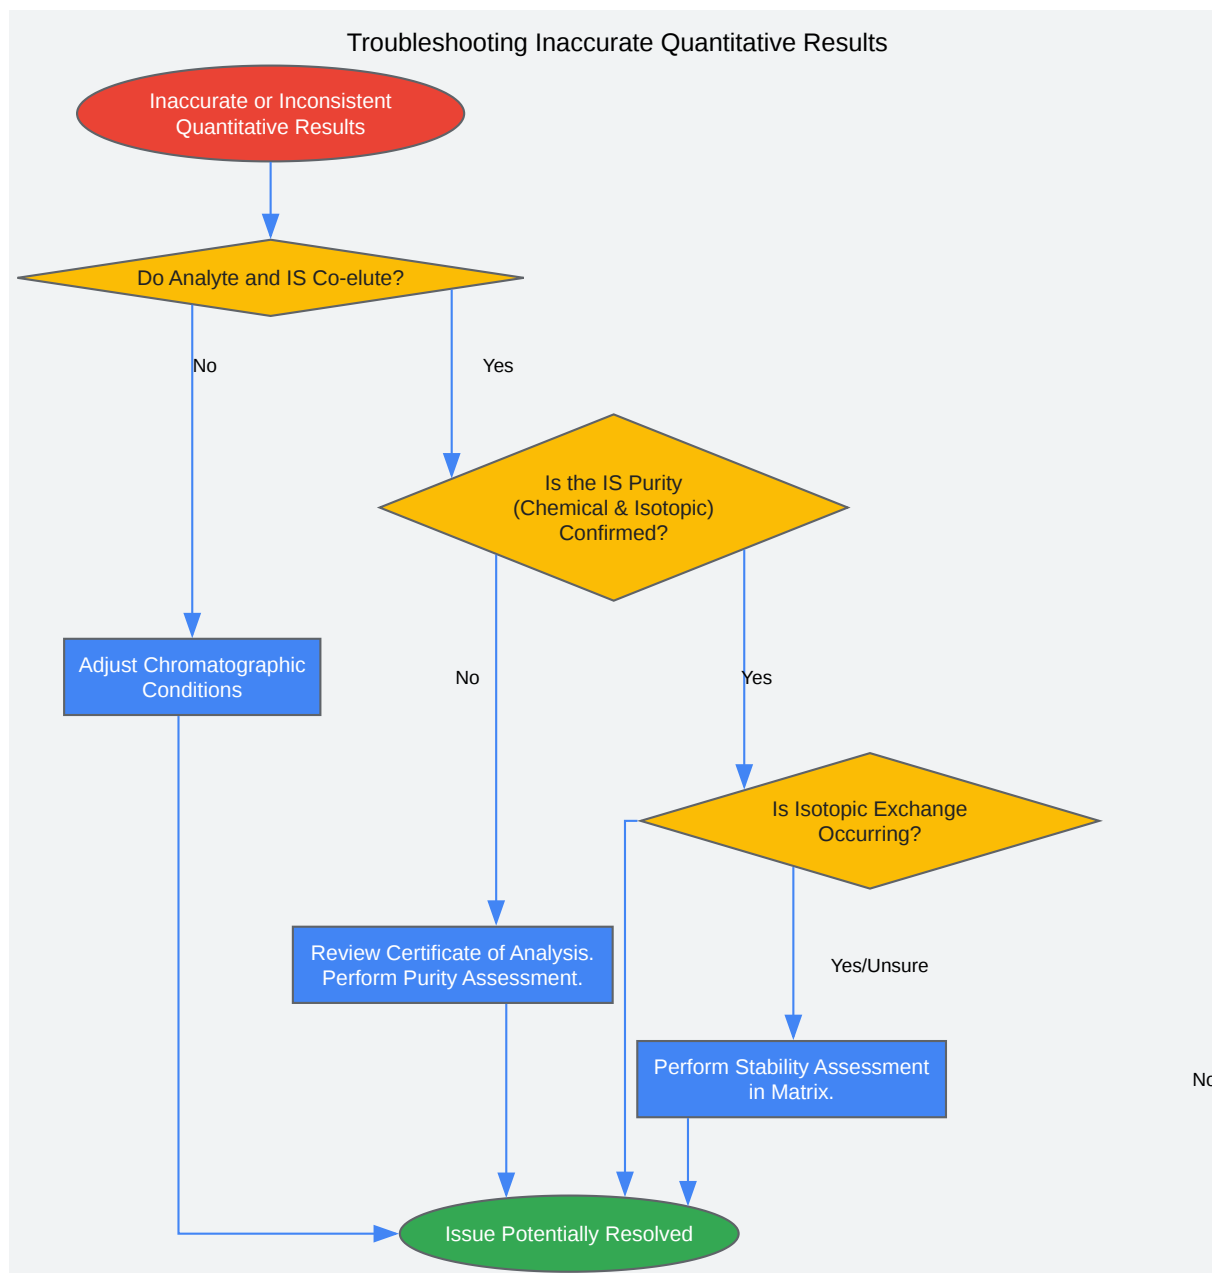 Troubleshooting Inaccurate Quantitative Results
Inaccurate or Inconsistent
Quantitative Results
Do Analyte and IS Co-elute?
No
Yes
Is the IS Purity
(Chemical & Isotopic)
Confirmed?
Adjust Chromatographic
Conditions
No
Yes
Is Isotopic Exchange
Occurring?
Review Certificate of Analysis.
Perform Purity Assessment.
Yes/Unsure
Perform Stability Assessment
in Matrix.
No
Issue Potentially Resolved